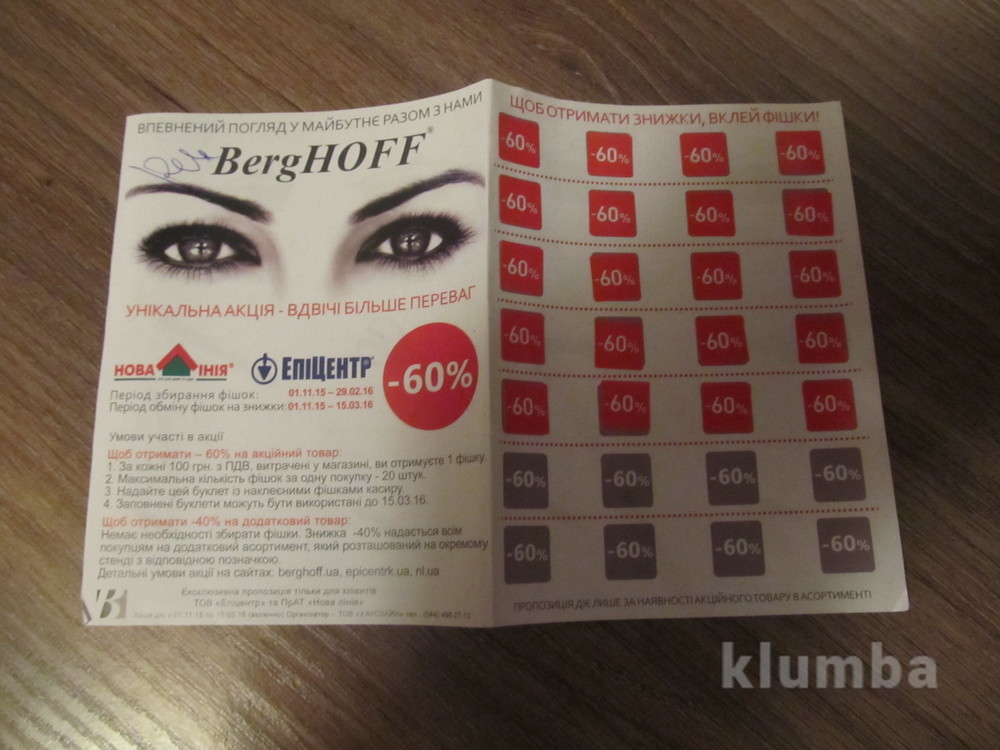 ВПЕВНЕНИЙ ПОГЛЯД У МАЙБУТНЄ РАЗОМ З НАМИ
BergHOFF®
УНІКАЛЬНА АКЦІЯ - ВДВІЧІ БІЛЬШЕ ПЕРЕВАГ
НОВА ЛІНІЯ®
ЕПІЦЕНТР
-60%
Період збирання фішок: 01.11.15 – 29.02.16
Період обміну фішок на знижки: 01.11.15 – 15.03.16
Умови участі в акції
Щоб отримати – 60% на акційний товар:
1. За кожні 100 грн. з ПДВ, витрачені у магазині, ви отримуєте 1 фішку.
2. Максимальна кількість фішок за одну покупку - 20 штук.
3. Надайте цей буклет із наклеєними фішками касиру.
4. Заповнені буклети можуть бути використані до 15.03.16.
Щоб отримати -40% на додатковий товар:
Немає необхідності збирати фішки. Знижка -40% надається всім
покупцям на додатковий асортимент, який розташований на окремому
стенді з відповідною позначкою.
Детальні умови акції на сайтах: berghoff.ua, epicentrk.ua, nl.ua
Ексклюзивна пропозиція тільки для клієнтів
ТОВ «Епіцентр» та ПрАТ «Нова лінія»
ЩОБ ОТРИМАТИ ЗНИЖКИ, ВКЛЕЙ ФІШКИ!
-60% -60% -60% -60%
-60% -60% -60% -60%
-60% -60% -60% -60%
-60% -60% -60% -60%
-60% -60% -60% -60%
-60% -60% -60% -60%
-60% -60% -60% -60%
ПРОПОЗИЦІЯ ДІЄ ЛИШЕ ЗА НАЯВНОСТІ АКЦІЙНОГО ТОВАРУ В АСОРТИМЕНТІ
klumba